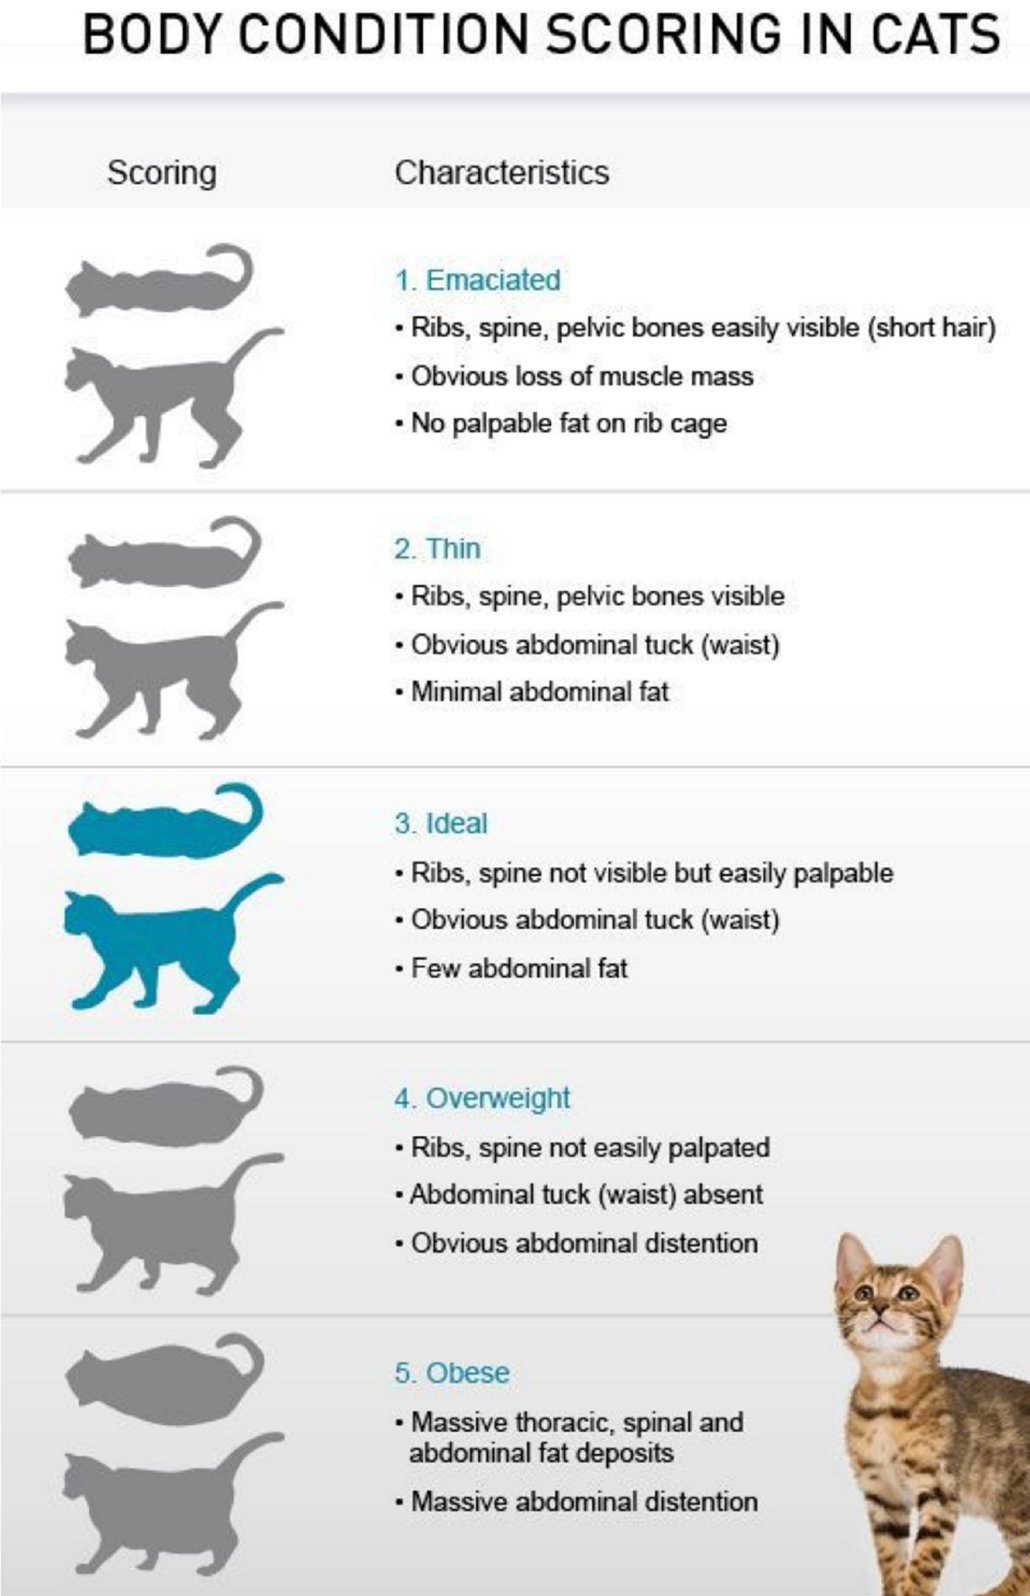 BODY CONDITION SCORING IN CATS
Scoring
Characteristics
1. Emaciated
• Ribs, spine, pelvic bones easily visible (short hair)
• Obvious loss of muscle mass
• No palpable fat on rib cage
2. Thin
• Ribs, spine, pelvic bones visible
• Obvious abdominal tuck (waist)
• Minimal abdominal fat
3. Ideal
• Ribs, spine not visible but easily palpable
• Obvious abdominal tuck (waist)
• Few abdominal fat
4. Overweight
• Ribs, spine not easily palpated
• Abdominal tuck (waist) absent
• Obvious abdominal distention
5. Obese
• Massive thoracic, spinal and
abdominal fat deposits
• Massive abdominal distention